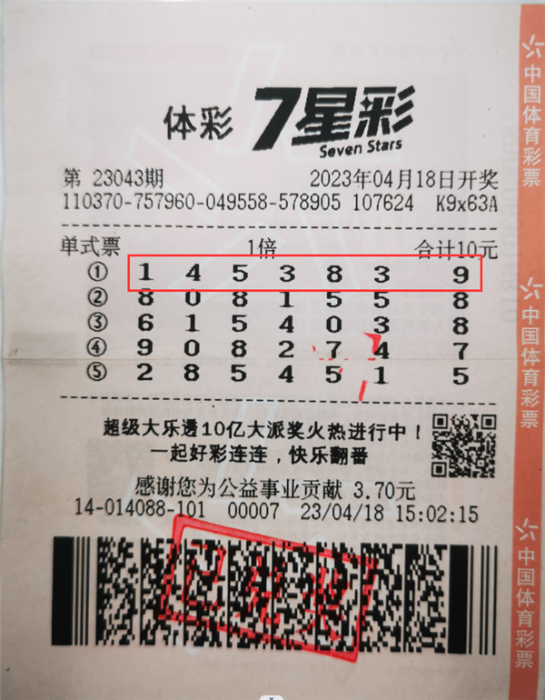 体彩 7星彩
Seven Stars
第 23043期 2023年04月18日开奖
110370-757960-049558-578905 107624 K9x63A
单式票 1倍 合计10元
① 1 4 5 3 8 3 9
② 8 0 8 1 5 5 8
③ 6 1 5 4 0 3 8
④ 9 0 8 2 7 4 7
⑤ 2 8 5 4 5 1 5
超级大乐透10亿大派奖火热进行中！
一起好彩连连，快乐翻番
感谢您为公益事业贡献 3.70元
14-014088-101 00007 23/04/18 15:02:15
已兑奖
中国体育彩票
中国体育彩票
中国体育彩票